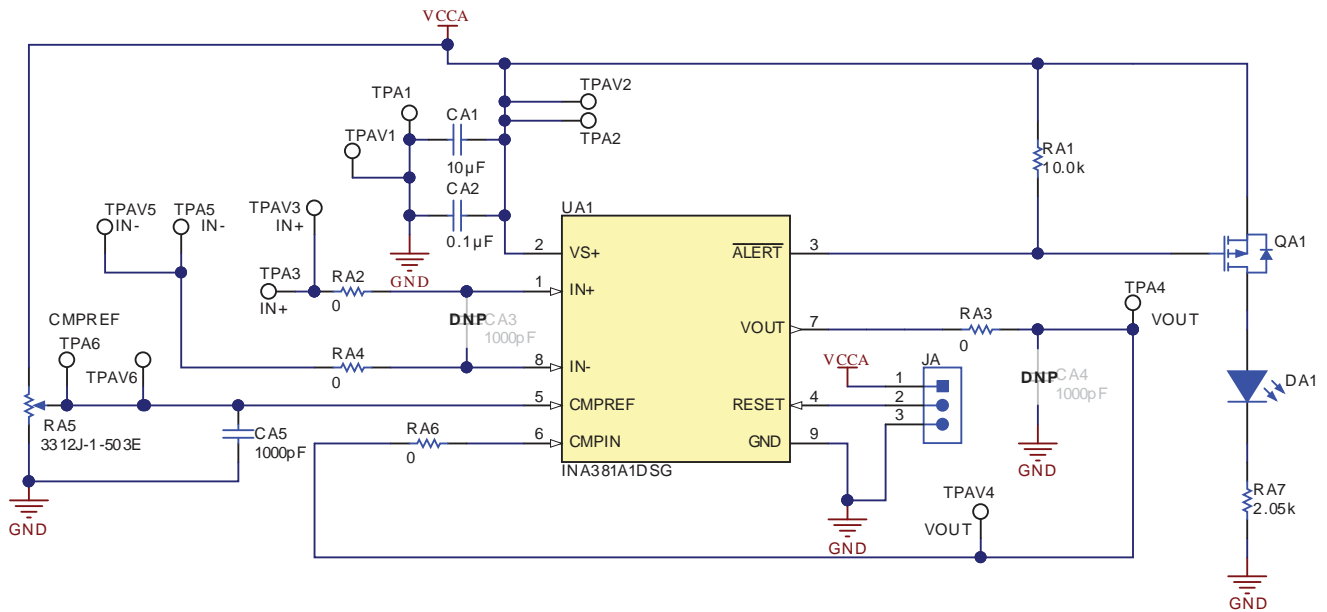 VCCA
TPAV2
TPA1
CA1
TPA2
TPAV1
10µF
RA1
10.0k
CA2
0.1µF
GND
TPAV5
IN-
TPA5
IN-
TPAV3
IN+
TPA3
IN+
RA2
0
DNP
CA3
1000pF
RA4
0
CMPREF
TPA6
TPAV6
RA5
3312J-1-503E
CA5
1000pF
RA6
0
GND
UA1
2
VS+
1
IN+
8
IN-
5
CMPREF
6
CMPIN
ALERT
3
VOUT
7
RESET
4
GND
9
INA381A1DSG
QA1
TPA4
VOUT
RA3
0
DNP
CA4
1000pF
GND
VCCA
JA
1
2
3
GND
TPAV4
VOUT
DA1
RA7
2.05k
GND